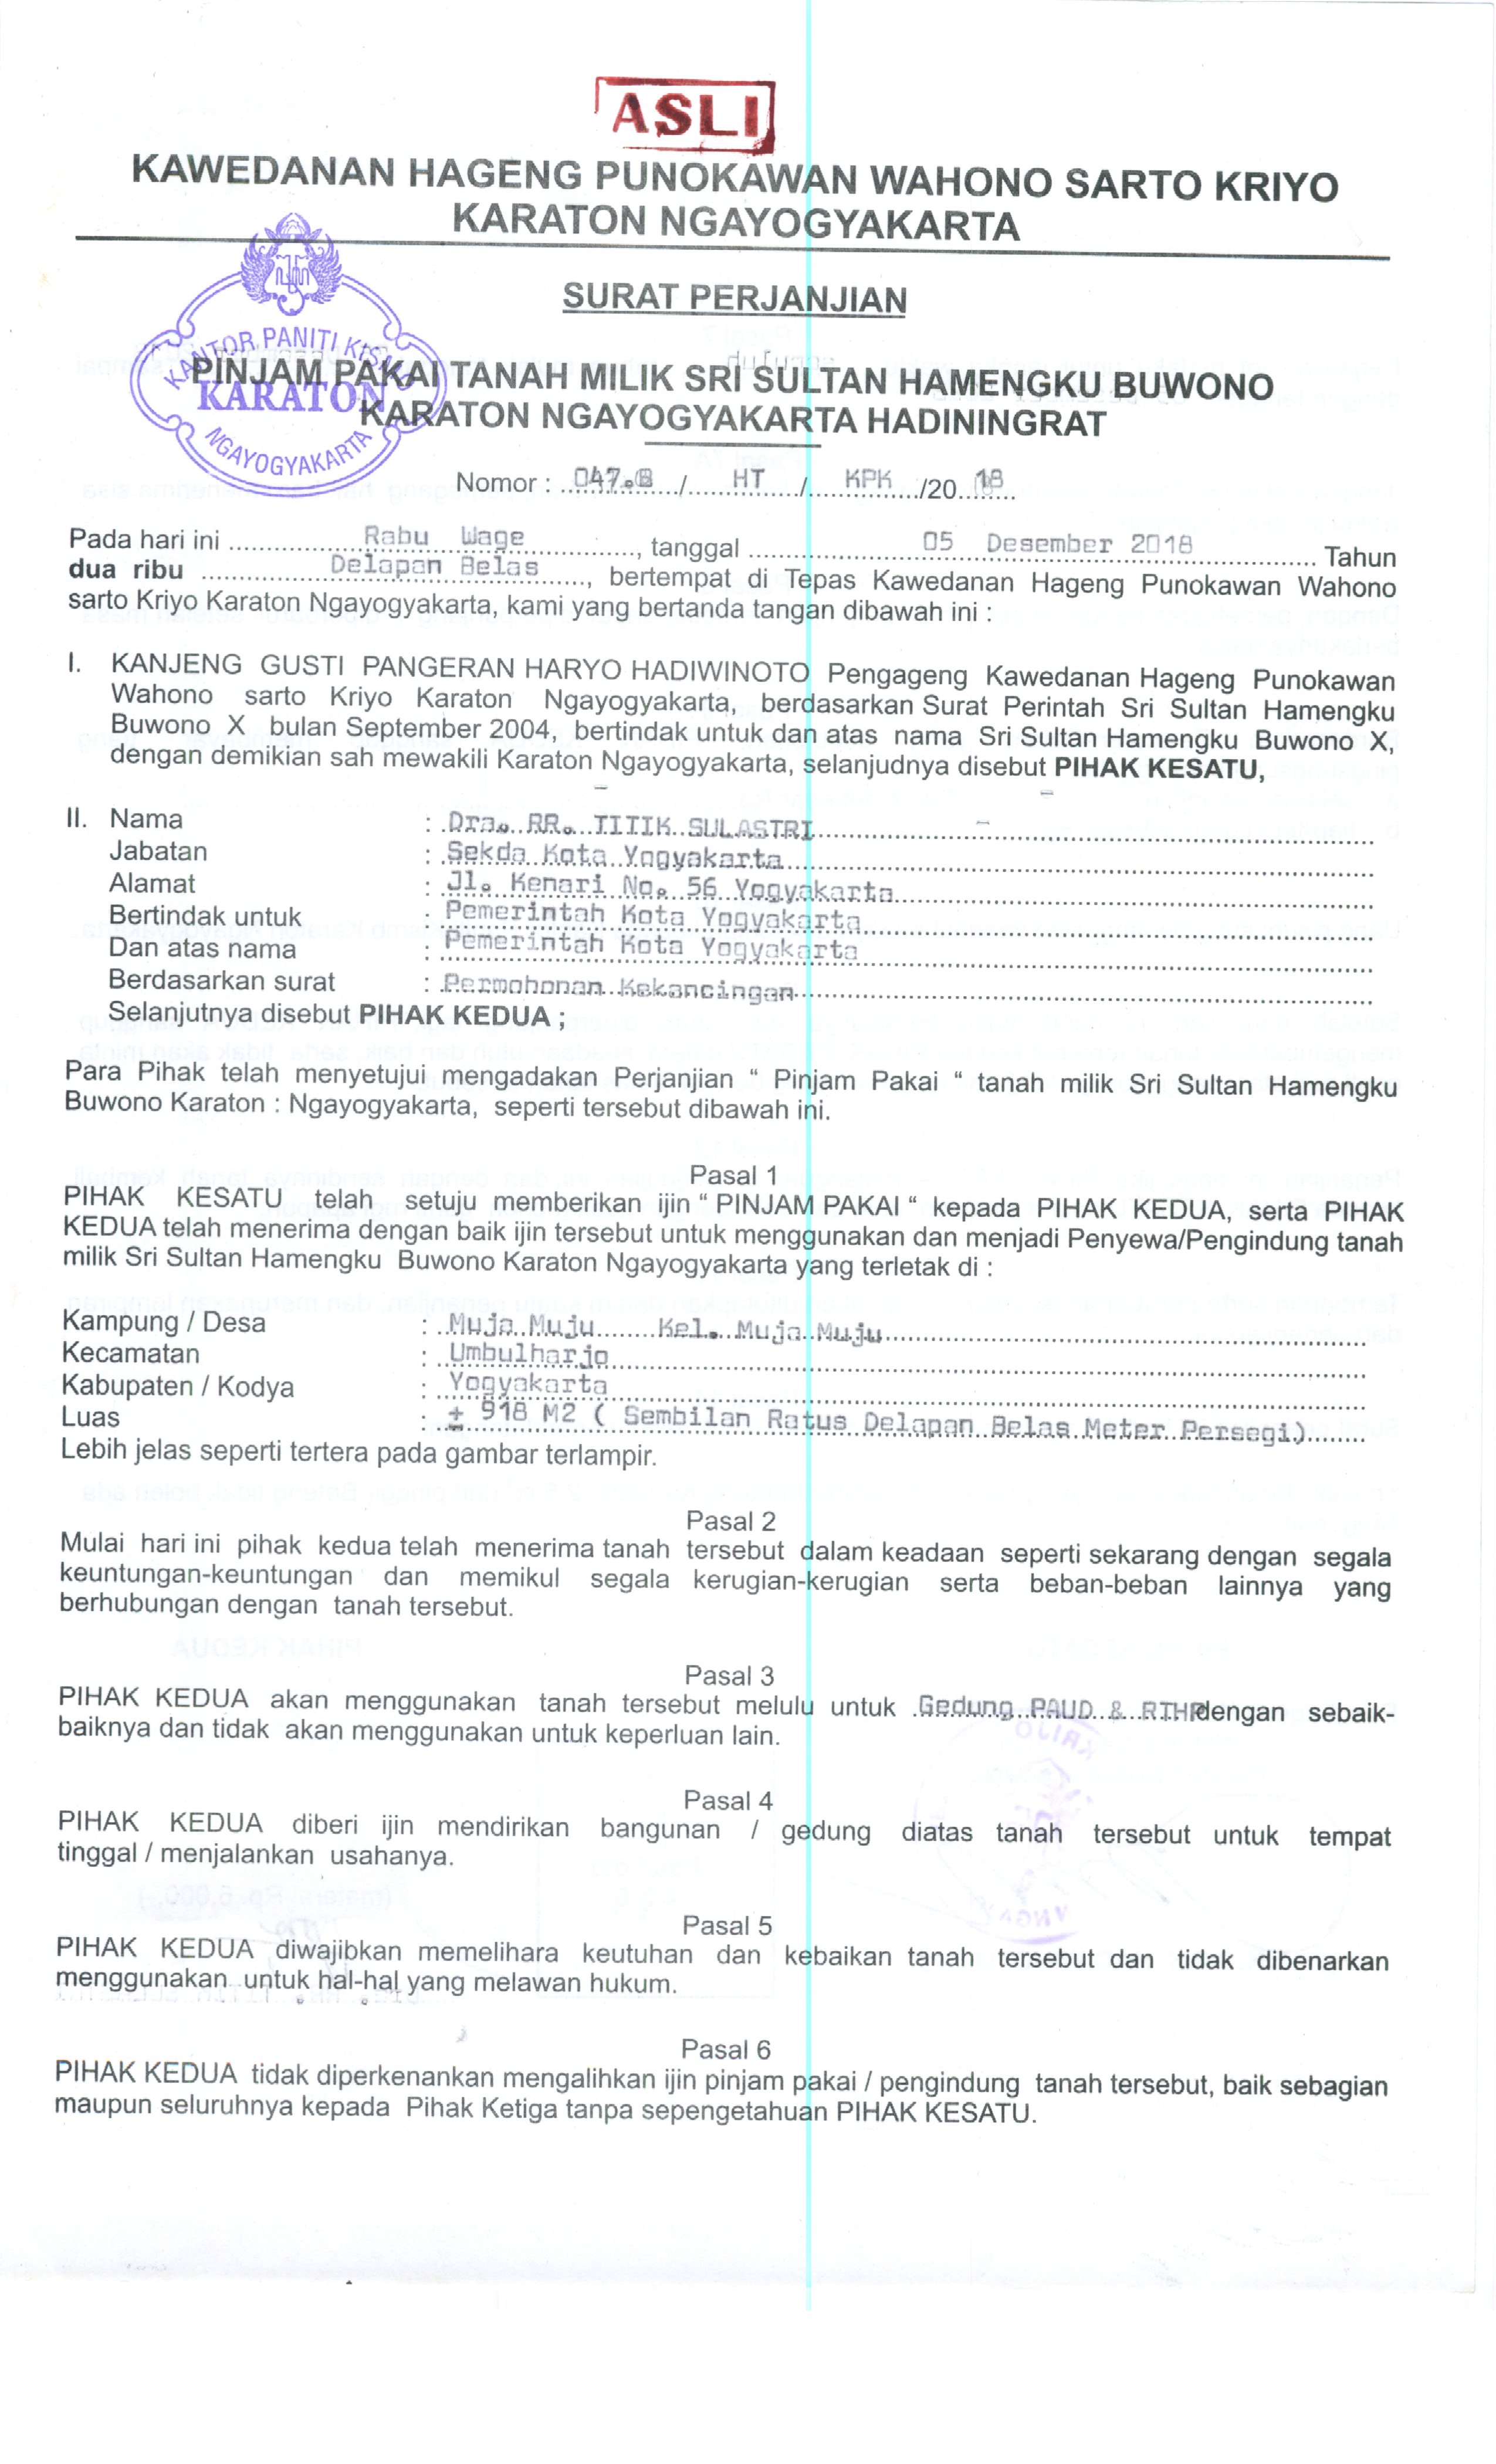 ASLI
KAWEDANAN HAGENG PUNOKAWAN WAHONO SARTO KRIYO
KARATON NGAYOGYAKARTA
SURAT PERJANJIAN
KANTOR PANITI KISMO
KARATON
NGAYOGYAKARTA
PINJAM PAKAI TANAH MILIK SRI SULTAN HAMENGKU BUWONO
KARATON NGAYOGYAKARTA HADININGRAT
Nomor : 047.B / HT / KPK /20 18
Pada hari ini Rabu Wage, tanggal 05 Desember 2018 Tahun
dua ribu Delapan Belas, bertempat di Tepas Kawedanan Hageng Punokawan Wahono
sarto Kriyo Karaton Ngayogyakarta, kami yang bertanda tangan dibawah ini :
I. KANJENG GUSTI PANGERAN HARYO HADIWINOTO Pengageng Kawedanan Hageng Punokawan
Wahono sarto Kriyo Karaton Ngayogyakarta, berdasarkan Surat Perintah Sri Sultan Hamengku
Buwono X bulan September 2004, bertindak untuk dan atas nama Sri Sultan Hamengku Buwono X,
dengan demikian sah mewakili Karaton Ngayogyakarta, selanjudnya disebut PIHAK KESATU,
II. Nama : Dra. RR. TITIK SULASTRI
Jabatan : Sekda Kota Yogyakarta
Alamat : Jl. Kenari No. 56 Yogyakarta
Bertindak untuk : Pemerintah Kota Yogyakarta
Dan atas nama : Pemerintah Kota Yogyakarta
Berdasarkan surat : Permohonan Kekancingan
Selanjutnya disebut PIHAK KEDUA ;
Para Pihak telah menyetujui mengadakan Perjanjian “ Pinjam Pakai “ tanah milik Sri Sultan Hamengku
Buwono Karaton : Ngayogyakarta, seperti tersebut dibawah ini.
Pasal 1
PIHAK KESATU telah setuju memberikan ijin “ PINJAM PAKAI “ kepada PIHAK KEDUA, serta PIHAK
KEDUA telah menerima dengan baik ijin tersebut untuk menggunakan dan menjadi Penyewa/Pengindung tanah
milik Sri Sultan Hamengku Buwono Karaton Ngayogyakarta yang terletak di :
Kampung / Desa : Muja Muju Kel. Muja Muju
Kecamatan : Umbulharjo
Kabupaten / Kodya : Yogyakarta
Luas : ± 918 M2 ( Sembilan Ratus Delapan Belas Meter Persegi)
Lebih jelas seperti tertera pada gambar terlampir.
Pasal 2
Mulai hari ini pihak kedua telah menerima tanah tersebut dalam keadaan seperti sekarang dengan segala
keuntungan-keuntungan dan memikul segala kerugian-kerugian serta beban-beban lainnya yang
berhubungan dengan tanah tersebut.
Pasal 3
PIHAK KEDUA akan menggunakan tanah tersebut melulu untuk Gedung PAUD & RTHP dengan sebaik-
baiknya dan tidak akan menggunakan untuk keperluan lain.
Pasal 4
PIHAK KEDUA diberi ijin mendirikan bangunan / gedung diatas tanah tersebut untuk tempat
tinggal / menjalankan usahanya.
Pasal 5
PIHAK KEDUA diwajibkan memelihara keutuhan dan kebaikan tanah tersebut dan tidak dibenarkan
menggunakan untuk hal-hal yang melawan hukum.
Pasal 6
PIHAK KEDUA tidak diperkenankan mengalihkan ijin pinjam pakai / pengindung tanah tersebut, baik sebagian
maupun seluruhnya kepada Pihak Ketiga tanpa sepengetahuan PIHAK KESATU.